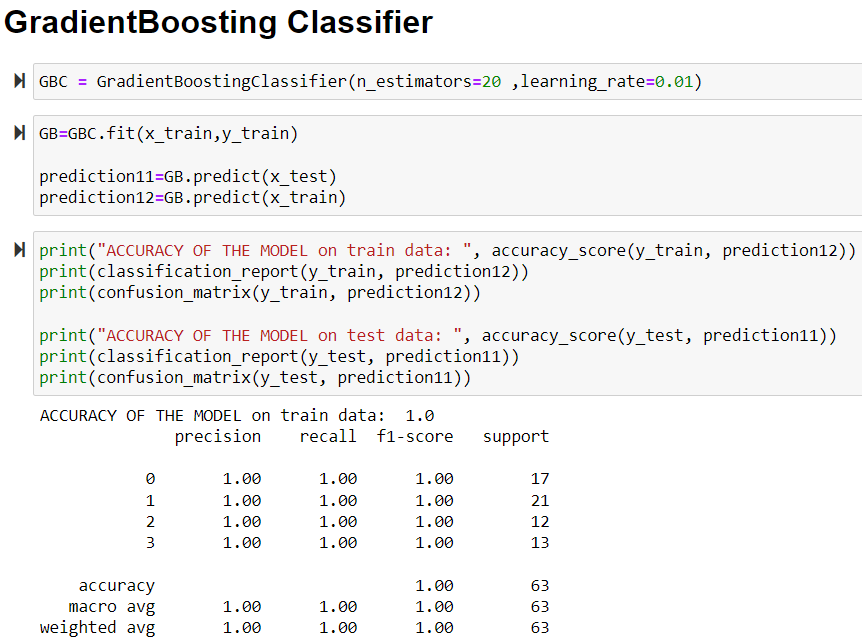 GradientBoosting Classifier
GBC = GradientBoostingClassifier(n_estimators=20 ,learning_rate=0.01)
GB=GBC.fit(x_train,y_train)
prediction11=GB.predict(x_test)
prediction12=GB.predict(x_train)
print("ACCURACY OF THE MODEL on train data: ", accuracy_score(y_train, prediction12))
print(classification_report(y_train, prediction12))
print(confusion_matrix(y_train, prediction12))
print("ACCURACY OF THE MODEL on test data: ", accuracy_score(y_test, prediction11))
print(classification_report(y_test, prediction11))
print(confusion_matrix(y_test, prediction11))
ACCURACY OF THE MODEL on train data:  1.0
precision recall f1-score support
0 1.00 1.00 1.00 17
1 1.00 1.00 1.00 21
2 1.00 1.00 1.00 12
3 1.00 1.00 1.00 13
accuracy 1.00 63
macro avg 1.00 1.00 1.00 63
weighted avg 1.00 1.00 1.00 63